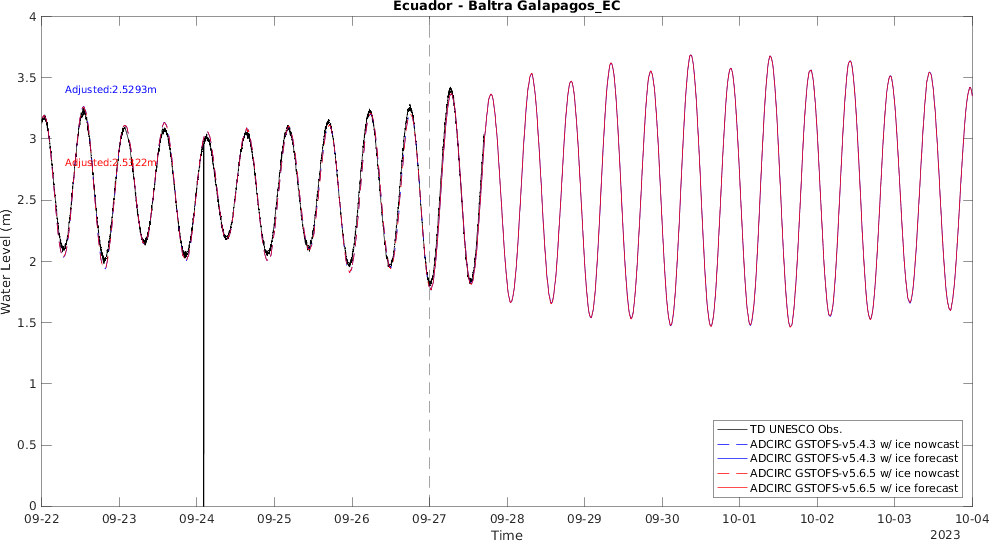 Ecuador - Baltra Galapagos_EC
Water Level (m)
4
3.5
3
2.5
2
1.5
1
0.5
0
Adjusted:2.5293m
Adjusted:2.5322m
TD UNESCO Obs.
ADCIRC GSTOFS-v5.4.3 w/ ice nowcast
ADCIRC GSTOFS-v5.4.3 w/ ice forecast
ADCIRC GSTOFS-v5.6.5 w/ ice nowcast
ADCIRC GSTOFS-v5.6.5 w/ ice forecast
09-22 09-23 09-24 09-25 09-26 09-27 09-28 09-29 09-30 10-01 10-02 10-03 10-04
Time
2023